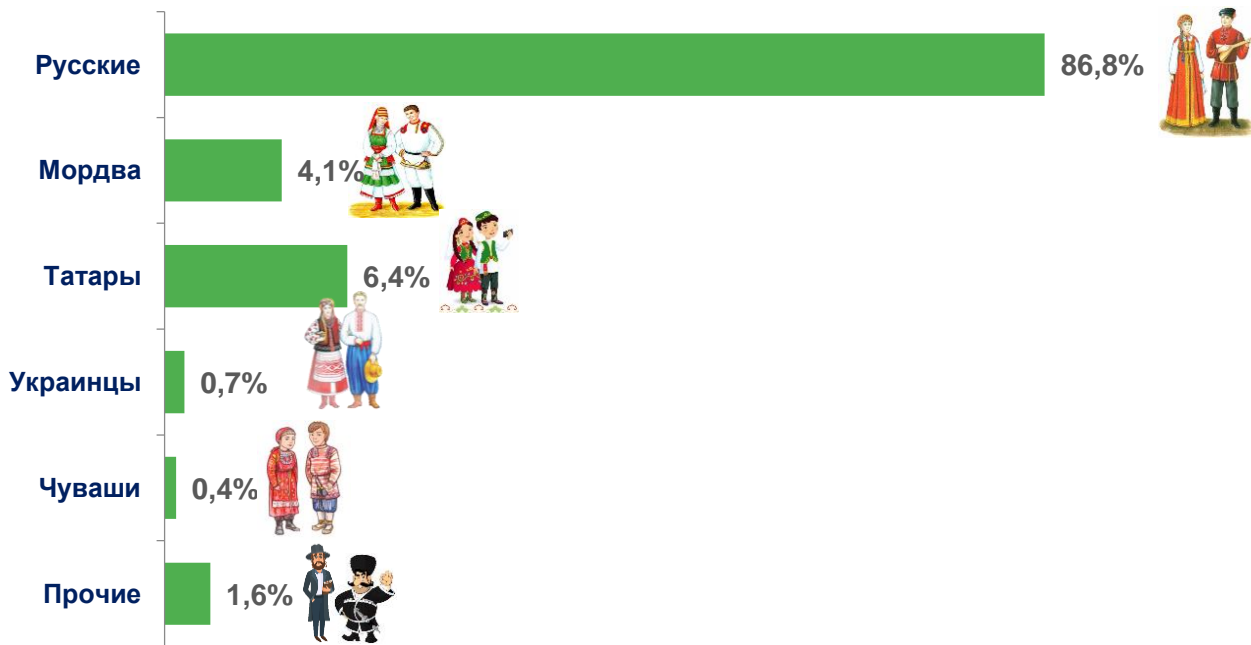 Русские 86,8%
Мордва 4,1%
Татары 6,4%
Украинцы 0,7%
Чуваши 0,4%
Прочие 1,6%